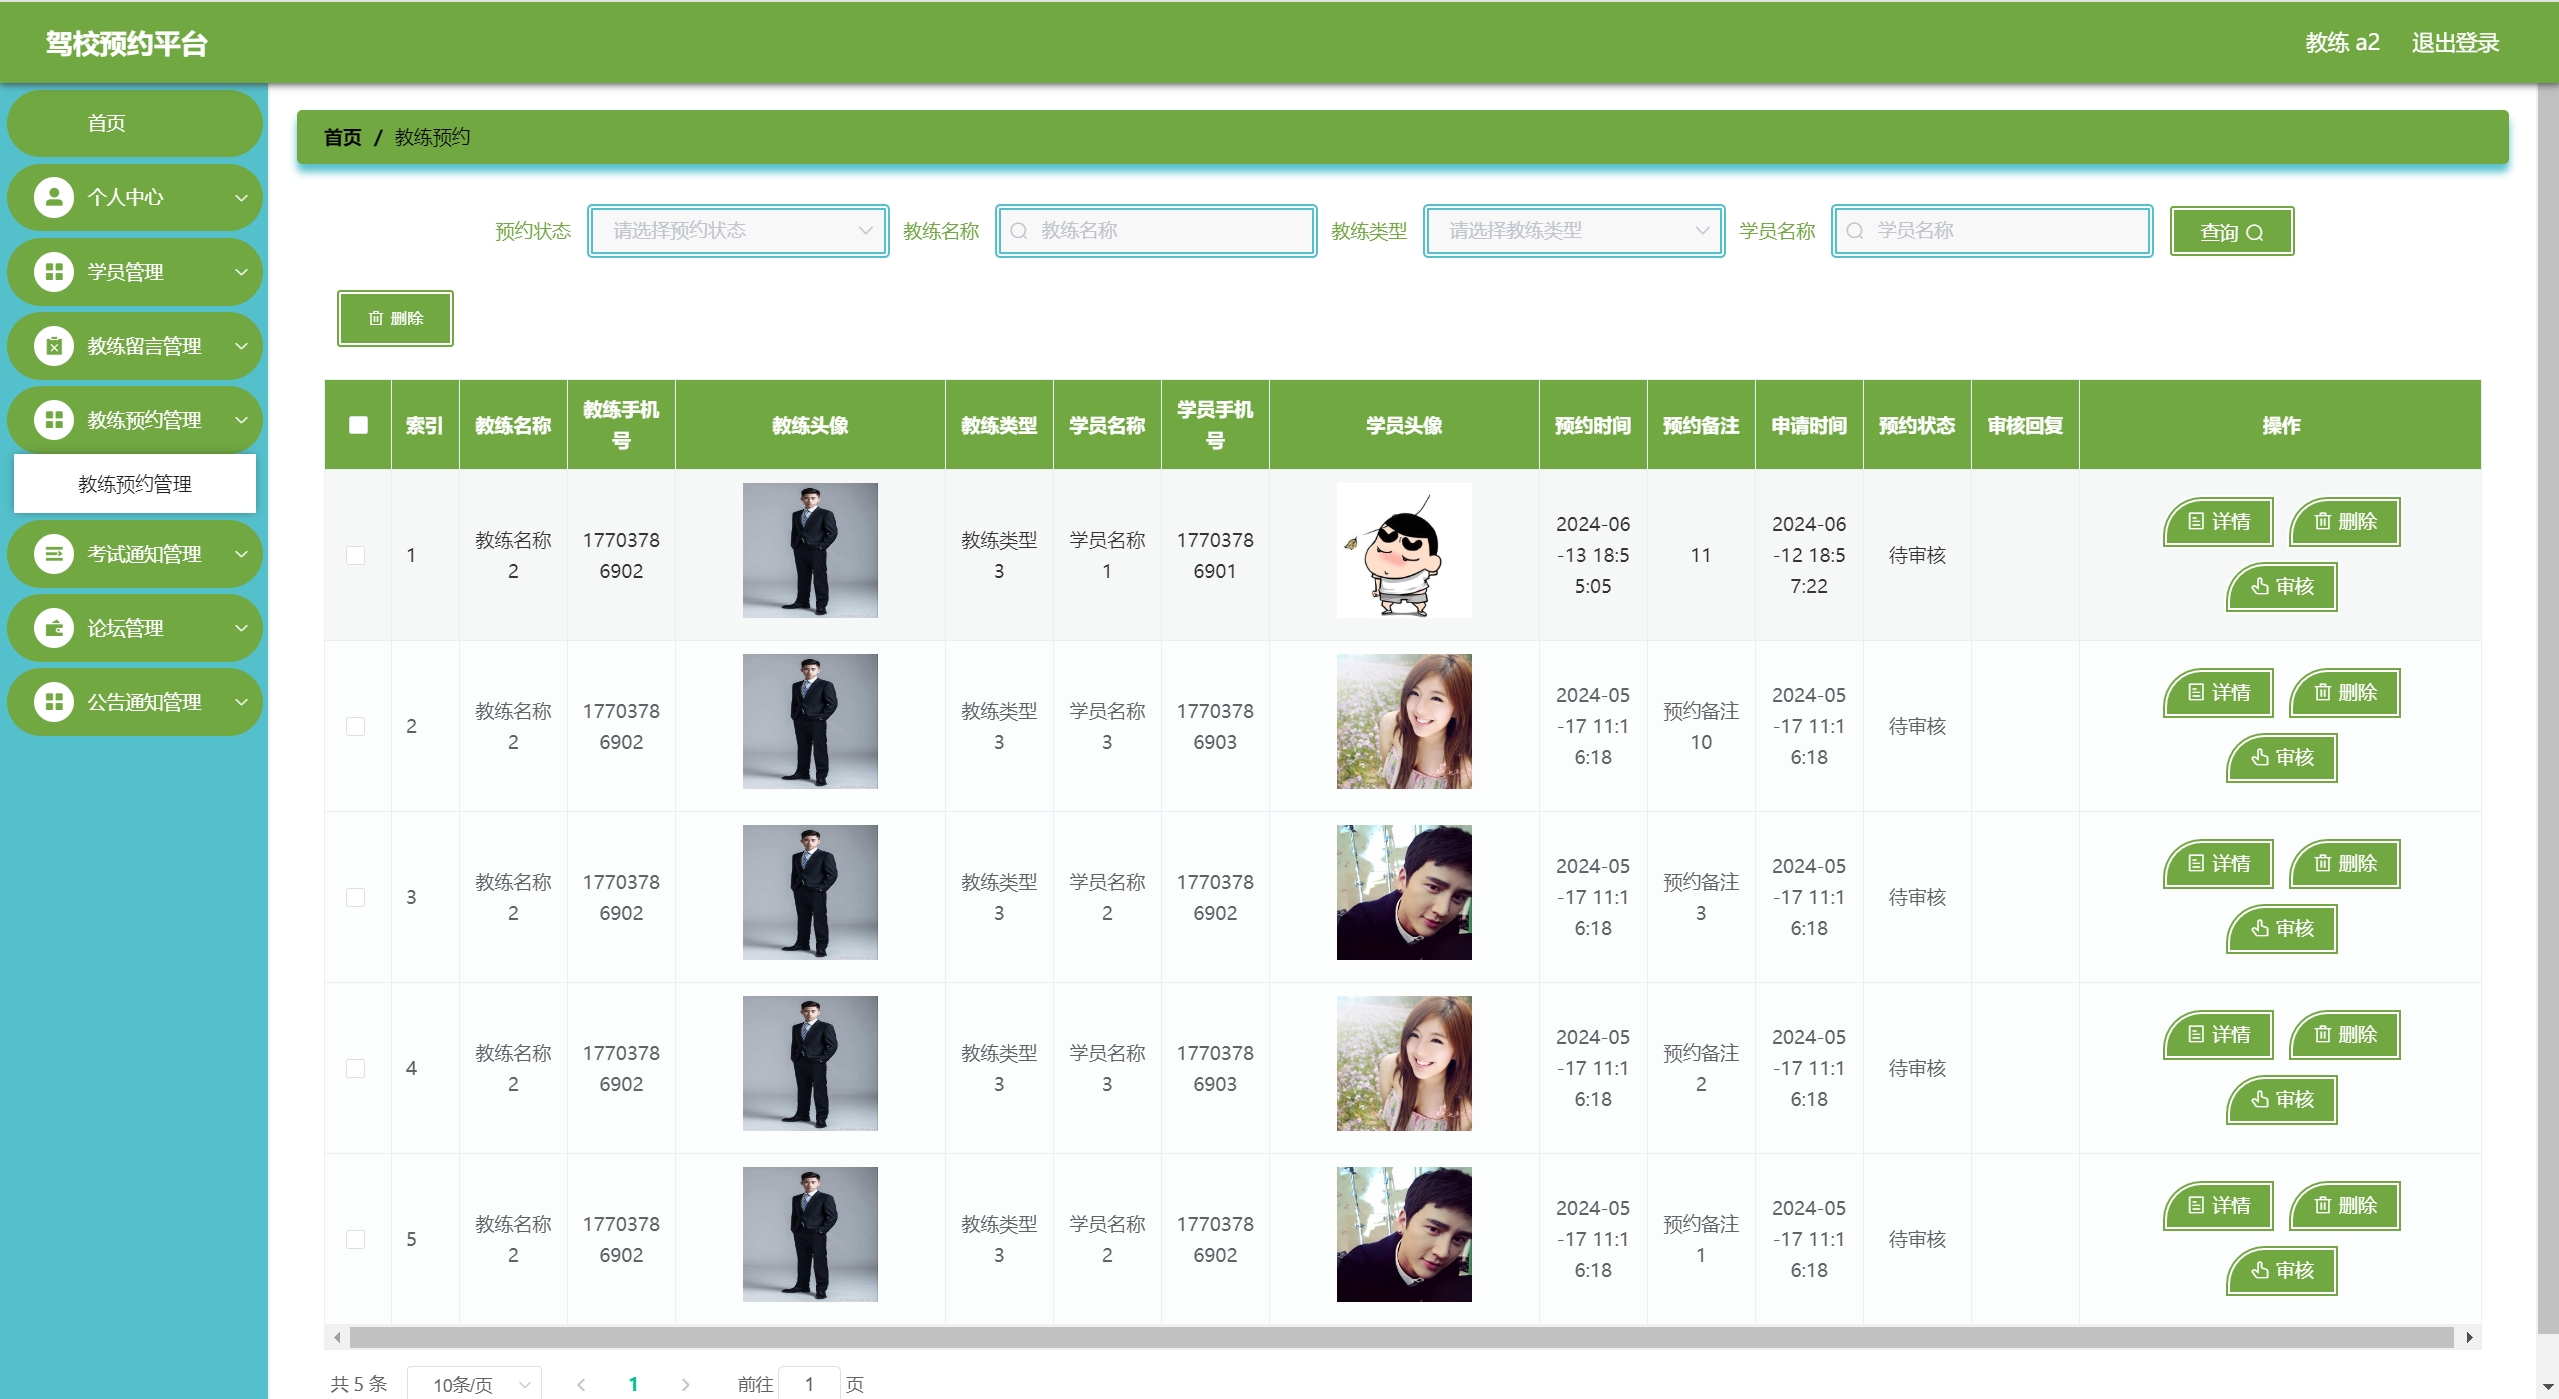 驾校预约平台
教练 a2 退出登录
首页
个人中心
学员管理
教练留言管理
教练预约管理
教练预约管理
考试通知管理
论坛管理
公告通知管理
首页 / 教练预约
预约状态 请选择预约状态 教练名称 教练名称 教练类型 请选择教练类型 学员名称 学员名称 查询
删除
索引 教练名称 教练手机号 教练头像 教练类型 学员名称 学员手机号 学员头像 预约时间 预约备注 申请时间 预约状态 审核回复 操作
1 教练名称2 17703786902 教练类型3 学员名称1 17703786901 2024-06-13 18:55:05 11 2024-06-12 18:57:22 待审核 详情 删除 审核
2 教练名称2 17703786902 教练类型3 学员名称3 17703786903 2024-05-17 11:16:18 预约备注10 2024-05-17 11:16:18 待审核 详情 删除 审核
3 教练名称2 17703786902 教练类型3 学员名称2 17703786902 2024-05-17 11:16:18 预约备注3 2024-05-17 11:16:18 待审核 详情 删除 审核
4 教练名称2 17703786902 教练类型3 学员名称3 17703786903 2024-05-17 11:16:18 预约备注2 2024-05-17 11:16:18 待审核 详情 删除 审核
5 教练名称2 17703786902 教练类型3 学员名称2 17703786902 2024-05-17 11:16:18 预约备注1 2024-05-17 11:16:18 待审核 详情 删除 审核
共 5 条 10条/页 1 前往 1 页